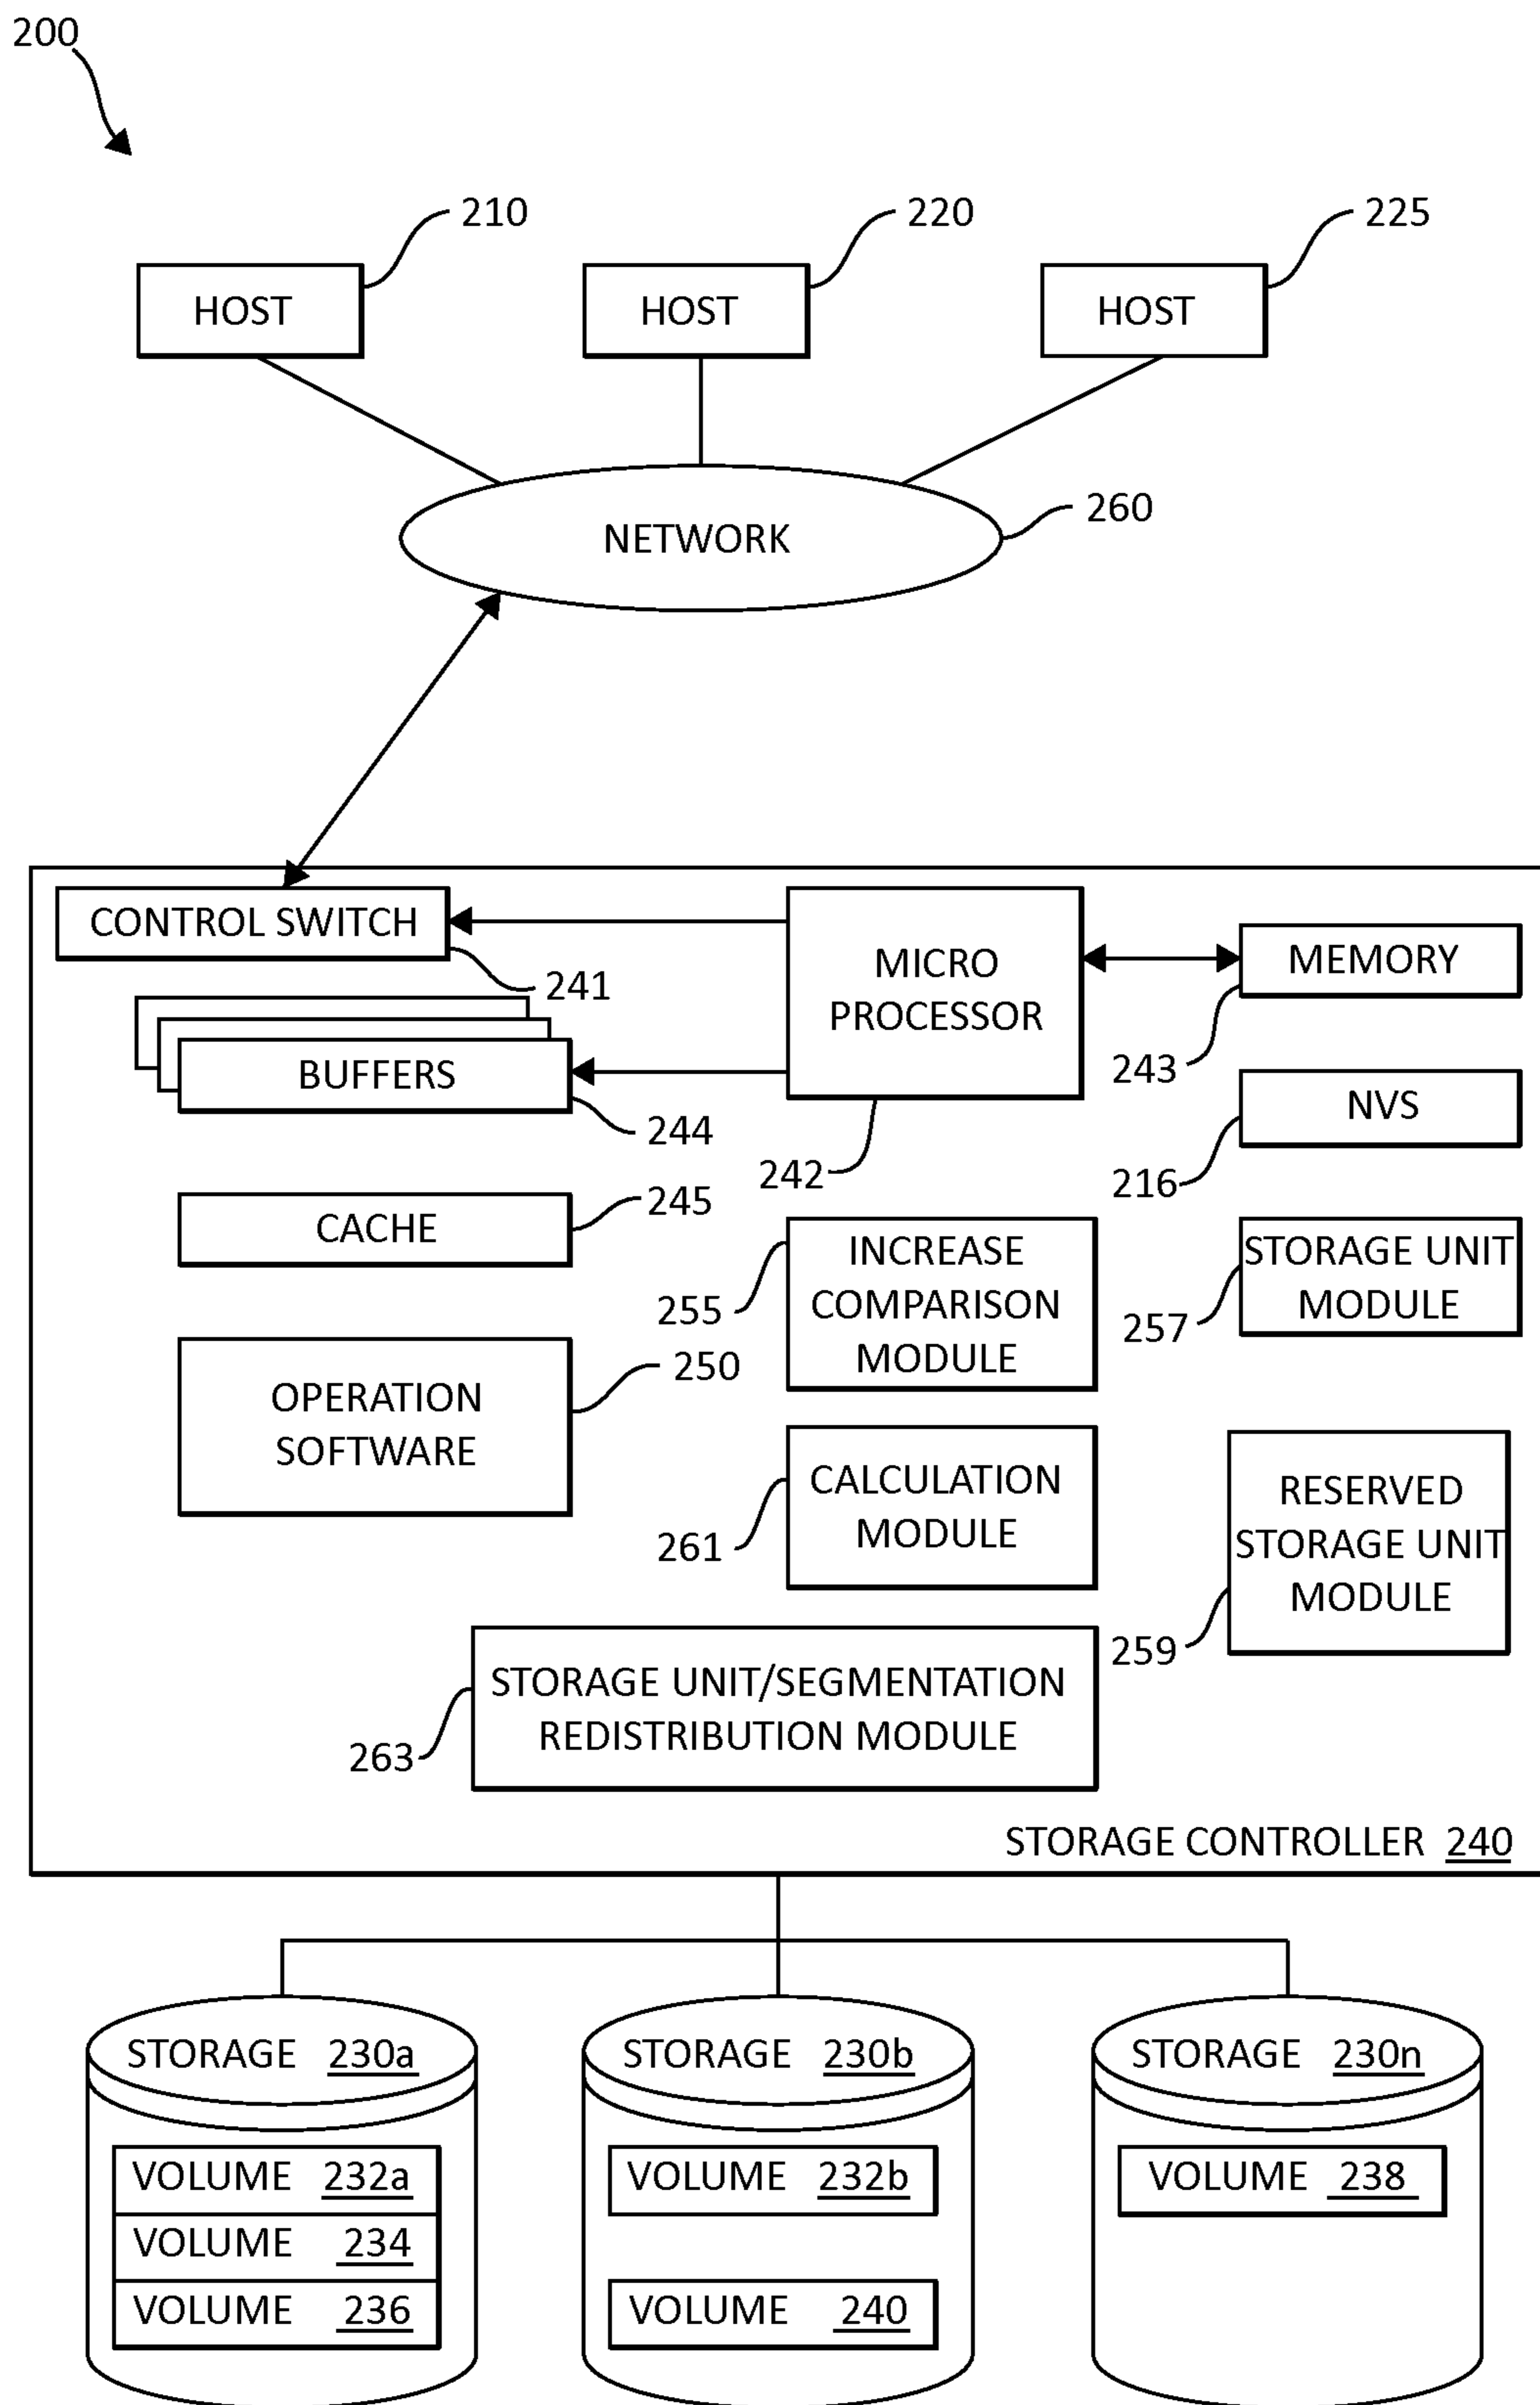 200
210
220
225
HOST
HOST
HOST
260
NETWORK
CONTROL SWITCH
241
MICRO
PROCESSOR
242
MEMORY
243
BUFFERS
244
NVS
216
CACHE
245
INCREASE
COMPARISON
MODULE
255
STORAGE UNIT
MODULE
257
OPERATION
SOFTWARE
250
CALCULATION
MODULE
261
RESERVED
STORAGE UNIT
MODULE
259
STORAGE UNIT/SEGMENTATION
REDISTRIBUTION MODULE
263
STORAGE CONTROLLER 240
STORAGE 230a
VOLUME 232a
VOLUME 234
VOLUME 236
STORAGE 230b
VOLUME 232b
VOLUME 240
STORAGE 230n
VOLUME 238